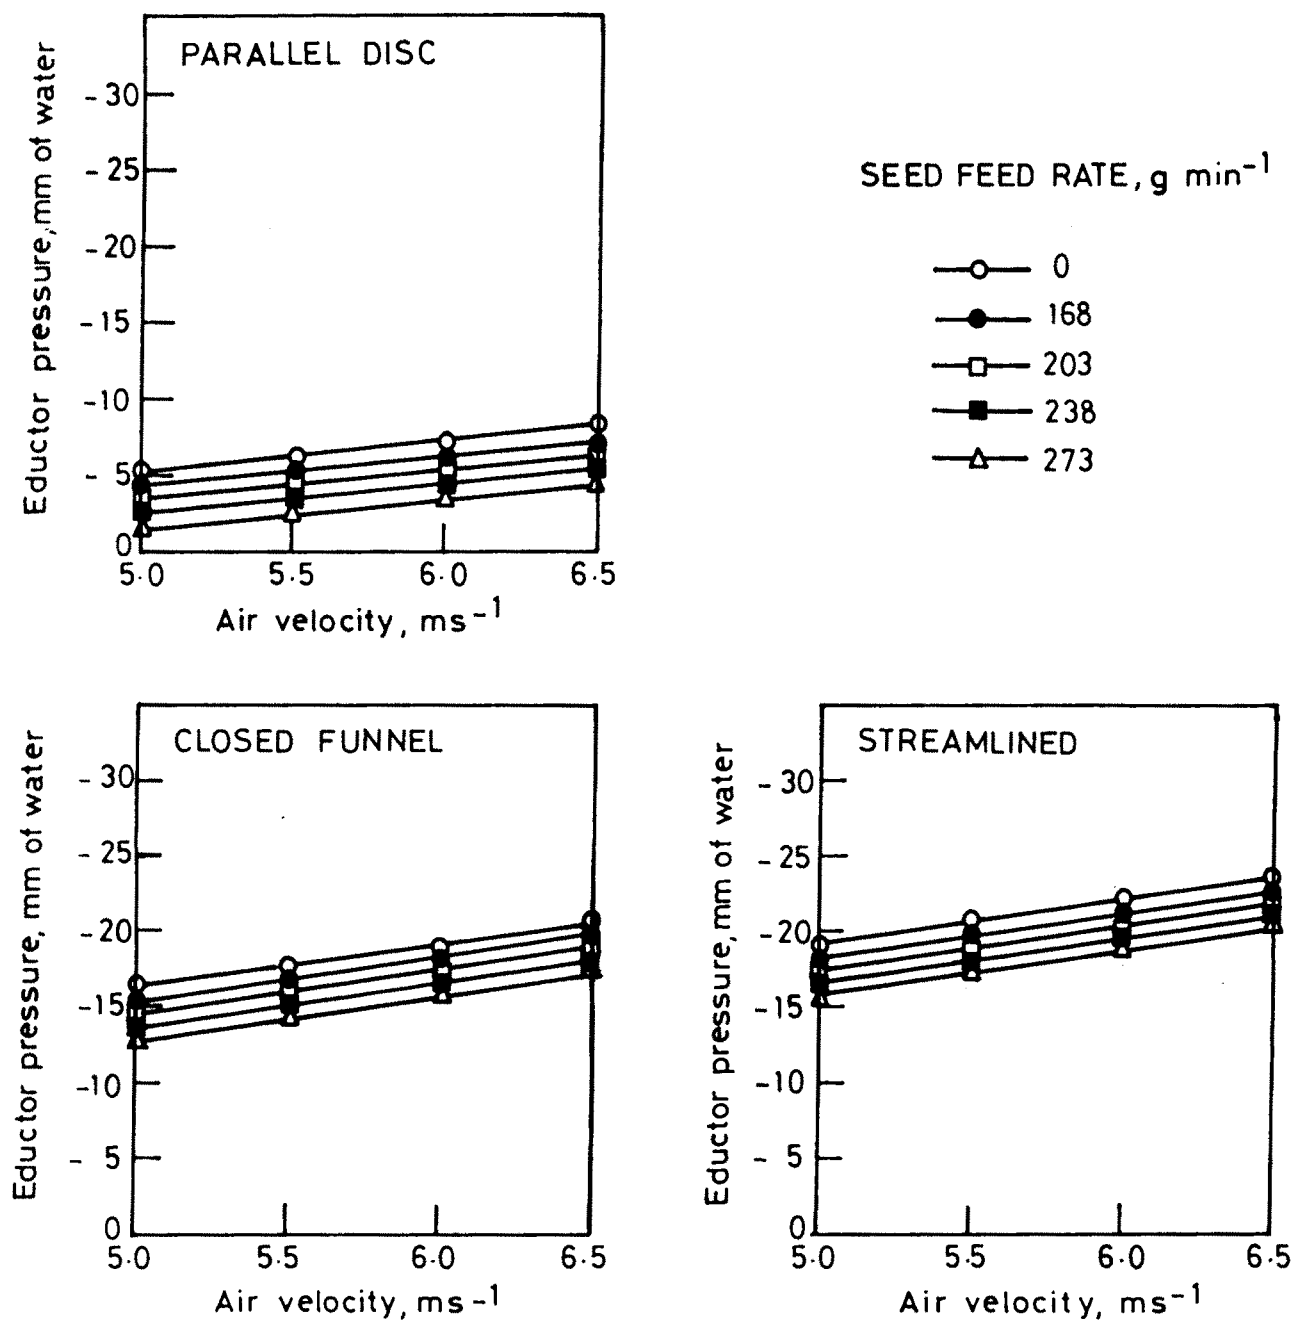 PARALLEL DISC
Eductor pressure, mm of water
- 30
- 25
- 20
- 15
-10
- 5
0
5.0 5.5 6.0 6.5
Air velocity, ms-1
SEED FEED RATE, g min-1
0
168
203
238
273
CLOSED FUNNEL
Eductor pressure, mm of water
- 30
- 25
- 20
-15
-10
- 5
0
5.0 5.5 6.0 6.5
Air velocity, ms-1
STREAMLINED
Eductor pressure, mm of water
- 30
- 25
- 20
-15
-10
- 5
0
5.0 5.5 6.0 6.5
Air velocity, ms-1